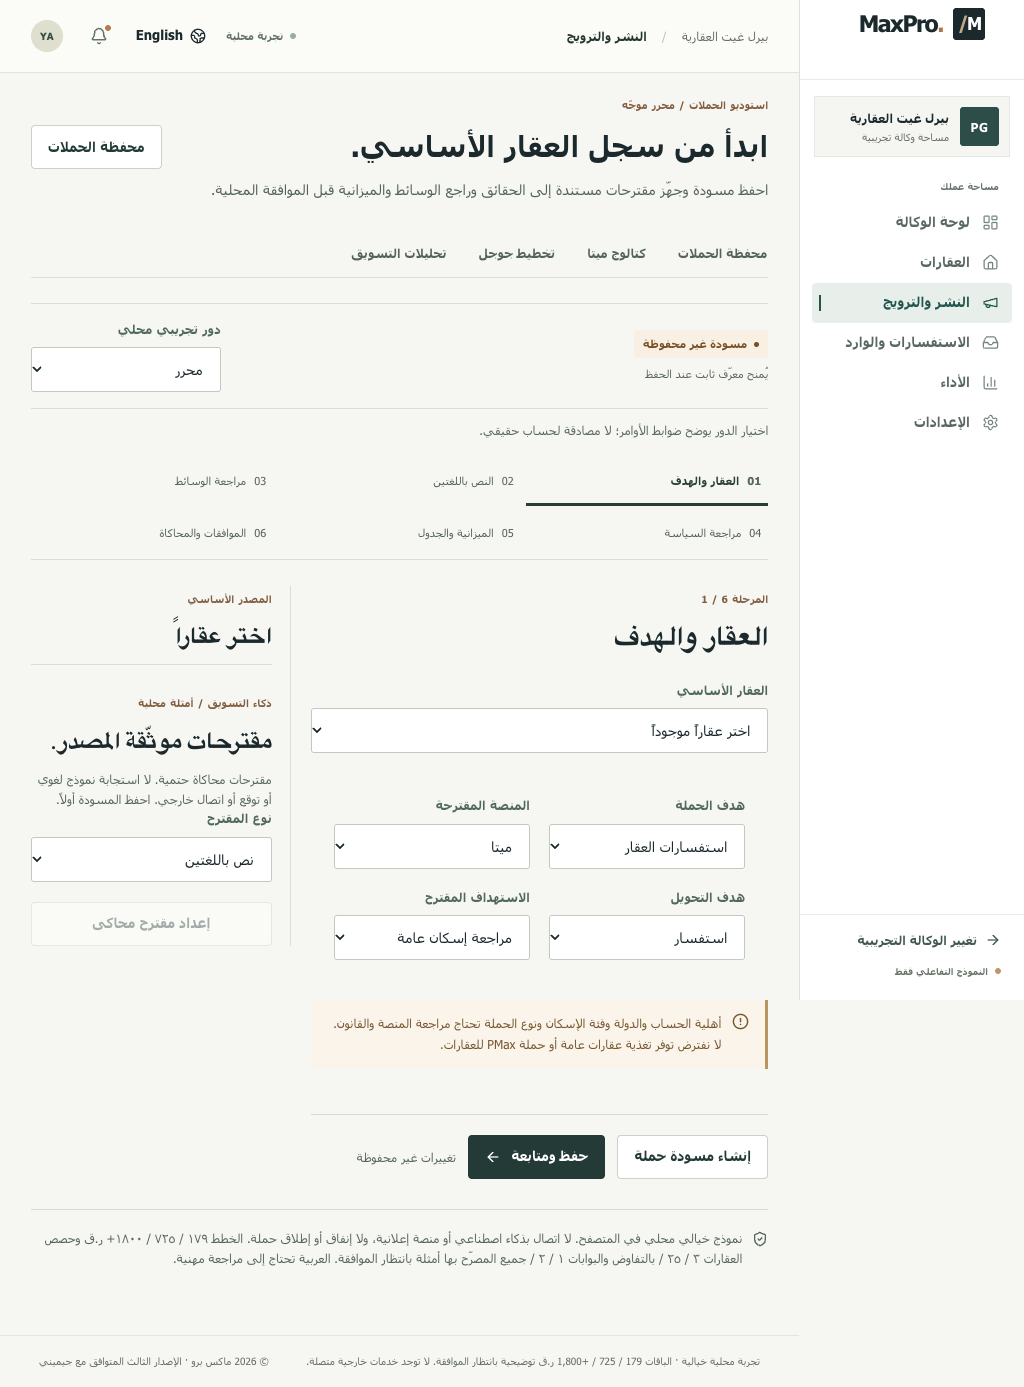 MaxPro. /M
PG
بيرل غيت العقارية
مساحة وكالة تجريبية
مساحة عملك
لوحة الوكالة
العقارات
النشر والترويج
الاستفسارات والوارد
الأداء
الإعدادات
تغيير الوكالة التجريبية
النموذج التفاعلي فقط
بيرل غيت العقارية / النشر والترويج
تجربة محلية
English
YA
استوديو الحملات / محرر موجّه
ابدأ من سجل العقار الأساسي.
محفظة الحملات
احفظ مسودة وجهّز مقترحات مستندة إلى الحقائق وراجع الوسائط والميزانية قبل الموافقة المحلية.
محفظة الحملات
كتالوج ميتا
تخطيط جوجل
تحليلات التسويق
مسودة غير محفوظة
يُمنح معرّف ثابت عند الحفظ
دور تجريبي محلي
محرر
اختيار الدور يوضح ضوابط الأوامر؛ لا مصادقة لحساب حقيقي.
01 العقار والهدف
02 النص باللغتين
03 مراجعة الوسائط
04 مراجعة السياسة
05 الميزانية والجدول
06 الموافقات والمحاكاة
المرحلة 6 / 1
العقار والهدف
العقار الأساسي
اختر عقاراً موجوداً
هدف الحملة
استفسارات العقار
المنصة المقترحة
ميتا
هدف التحويل
استفسار
الاستهداف المقترح
مراجعة إسكان عامة
أهلية الحساب والدولة وفئة الإسكان ونوع الحملة تحتاج مراجعة المنصة والقانون.
لا نفترض توفر تغذية عقارات عامة أو حملة PMax للعقارات.
إنشاء مسودة حملة
حفظ ومتابعة
تغييرات غير محفوظة
المصدر الأساسي
اختر عقاراً
ذكاء التسويق / أمثلة محلية
مقترحات موثّقة المصدر.
مقترحات محاكاة حتمية. لا استجابة نموذج لغوي
أو توقع أو اتصال خارجي. احفظ المسودة أولاً.
نوع المقترح
نص باللغتين
إعداد مقترح محاكى
نموذج خيالي محلي في المتصفح. لا اتصال بذكاء اصطناعي أو منصة إعلانية، ولا إنفاق أو إطلاق حملة. الخطط ١٧٩ / ٧٢٥ / ١٨٠٠+ ر.ق وحصص
العقارات ٣ / ٢٥ / بالتفاوض والبوابات ١ / ٢ / جميع المصرّح بها أمثلة بانتظار الموافقة. العربية تحتاج إلى مراجعة مهنية.
تجربة محلية خيالية · الباقات 179 / 725 / +1,800 ر.ق توضيحية بانتظار الموافقة. لا توجد خدمات خارجية متصلة.
© 2026 ماكس برو · الإصدار الثالث المتوافق مع جيميني